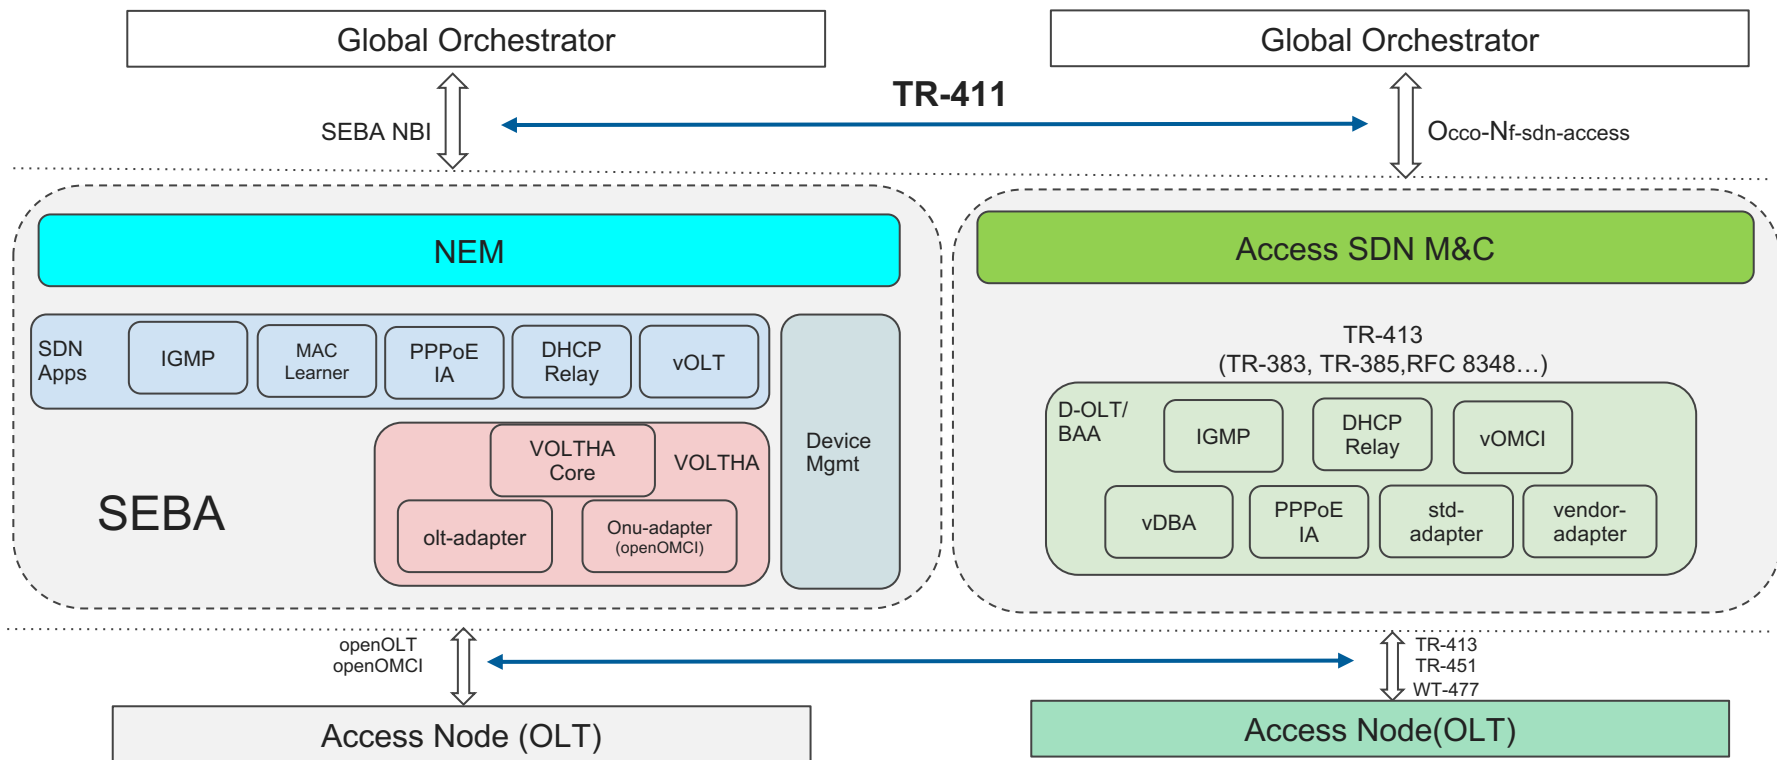 Global Orchestrator
Global Orchestrator
TR-411
SEBA NBI
Occo-Nf-sdn-access
NEM
Access SDN M&C
SDN
Apps
IGMP
MAC
Learner
PPPoE
IA
DHCP
Relay
vOLT
Device
Mgmt
VOLTHA
Core
VOLTHA
SEBA
olt-adapter
Onu-adapter
(openOMCI)
TR-413
(TR-383, TR-385,RFC 8348…)
D-OLT/
BAA
IGMP
DHCP
Relay
vOMCI
vDBA
PPPoE
IA
std-
adapter
vendor-
adapter
openOLT
openOMCI
TR-413
TR-451
WT-477
Access Node (OLT)
Access Node(OLT)